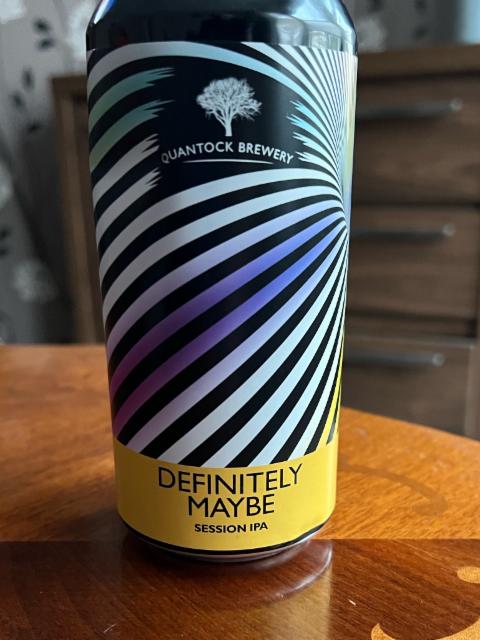 QUANTOCK BREWERY
DEFINITELY
MAYBE
SESSION IPA